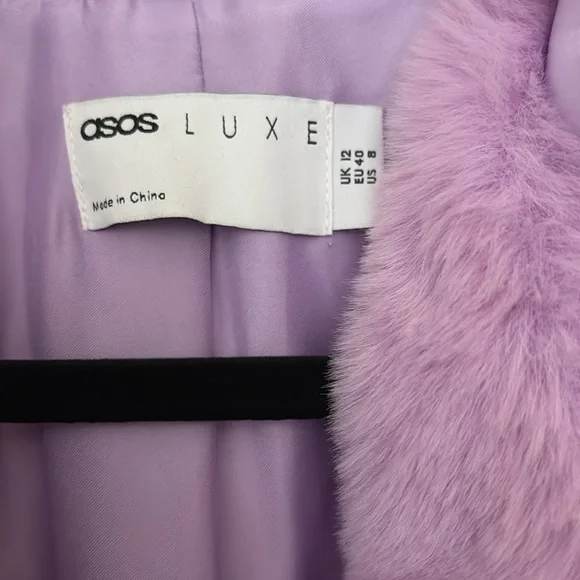 asos LUXE
Made in China
UK 12
EU 40
US 8